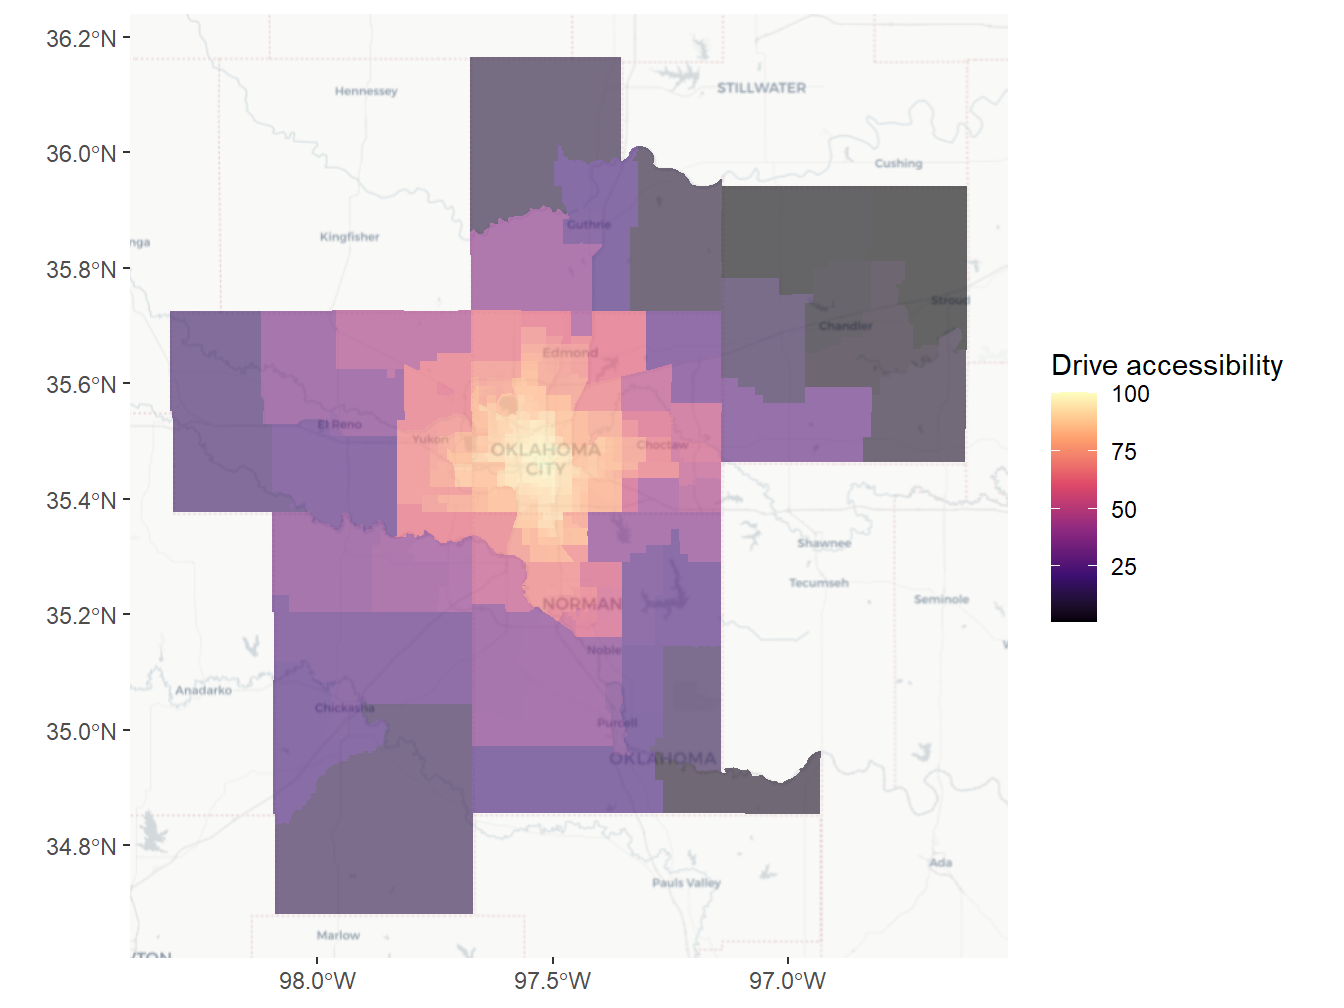 36.2°N
36.0°N
35.8°N
35.6°N
35.4°N
35.2°N
35.0°N
34.8°N
98.0°W
97.5°W
97.0°W
Hennessey
STILLWATER
Cushing
Guthrie
Kingfisher
nga
Stroud
Chandler
Edmond
El Reno
Yukon
OKLAHOMA
CITY
Choctaw
Shawnee
Tecumseh
Seminole
NORMAN
Noble
Anadarko
Chickasha
Purcell
OKLAHOMA
Ada
Pauls Valley
Marlow
Drive accessibility
100
75
50
25